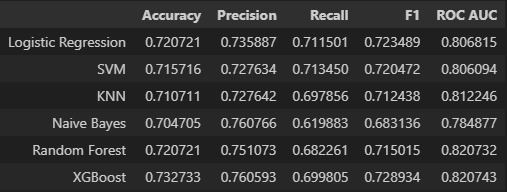 Accuracy Precision Recall F1 ROC AUC
Logistic Regression 0.720721 0.735887 0.711501 0.723489 0.806815
SVM 0.715716 0.727634 0.713450 0.720472 0.806094
KNN 0.710711 0.727642 0.697856 0.712438 0.812246
Naive Bayes 0.704705 0.760766 0.619883 0.683136 0.784877
Random Forest 0.720721 0.751073 0.682261 0.715015 0.820732
XGBoost 0.732733 0.760593 0.699805 0.728934 0.820743